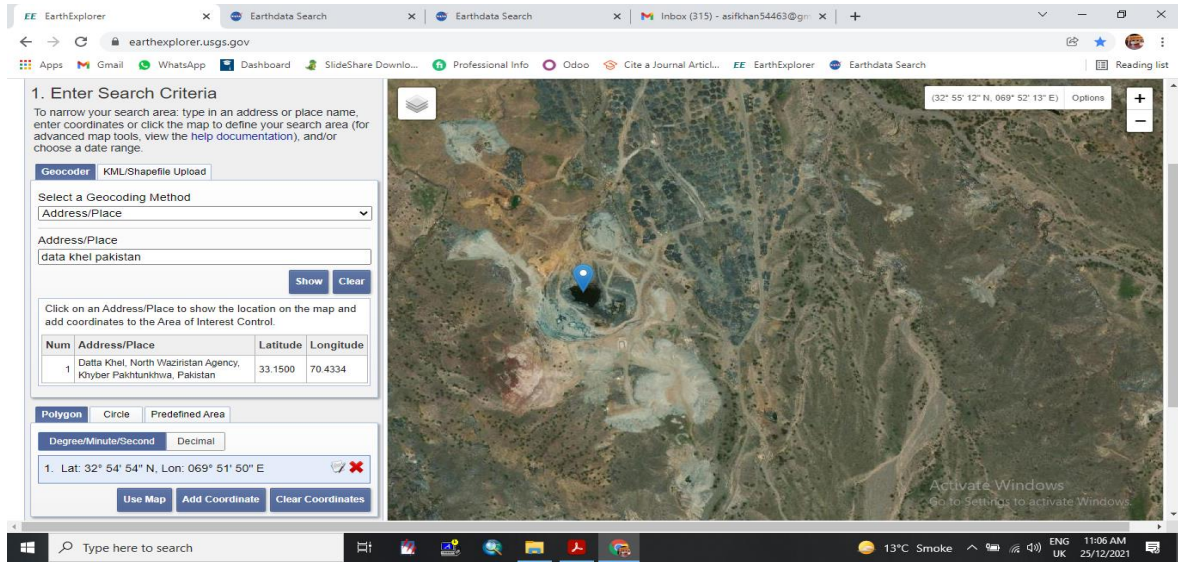 EE EarthExplorer
Earthdata Search
Earthdata Search
Inbox (315) - asifkhan54463@gm
earthexplorer.usgs.gov
Apps Gmail WhatsApp Dashboard SlideShare Downlo... Professional Info Odoo Cite a Journal Articl... EE EarthExplorer Earthdata Search Reading list
1. Enter Search Criteria
To narrow your search area: type in an address or place name,
enter coordinates or click the map to define your search area (for
advanced map tools, view the help documentation), and/or
choose a date range.
Geocoder KML/Shapefile Upload
Select a Geocoding Method
Address/Place
Address/Place
data khel pakistan
Show Clear
Click on an Address/Place to show the location on the map and
add coordinates to the Area of Interest Control.
Num Address/Place Latitude Longitude
1 Datta Khel, North Waziristan Agency, 33.1500 70.4334
Khyber Pakhtunkhwa, Pakistan
Polygon Circle Predefined Area
Degree/Minute/Second Decimal
1. Lat: 32° 54' 54" N, Lon: 069° 51' 50" E
Use Map Add Coordinate Clear Coordinates
(32° 55' 12" N, 069° 52' 13" E) Options
+
−
Activate Windows
Go to Settings to activate Windows.
Type here to search
13°C Smoke
ENG
UK
11:06 AM
25/12/2021